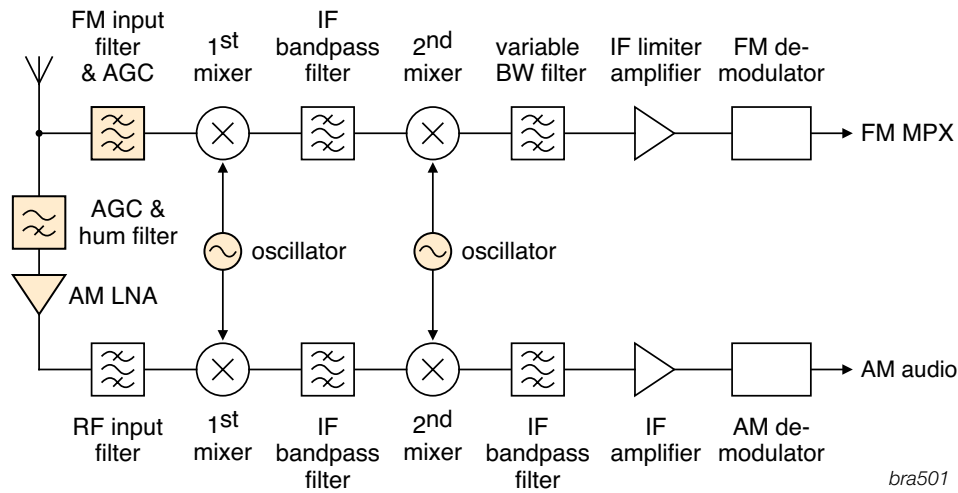 FM input
filter
& AGC
1st
mixer
IF
bandpass
filter
2nd
mixer
variable
BW filter
IF limiter
amplifier
FM de-
modulator
FM MPX
AGC &
hum filter
oscillator
oscillator
AM LNA
AM audio
RF input
filter
1st
mixer
IF
bandpass
filter
2nd
mixer
IF
bandpass
filter
IF
amplifier
AM de-
modulator
bra501